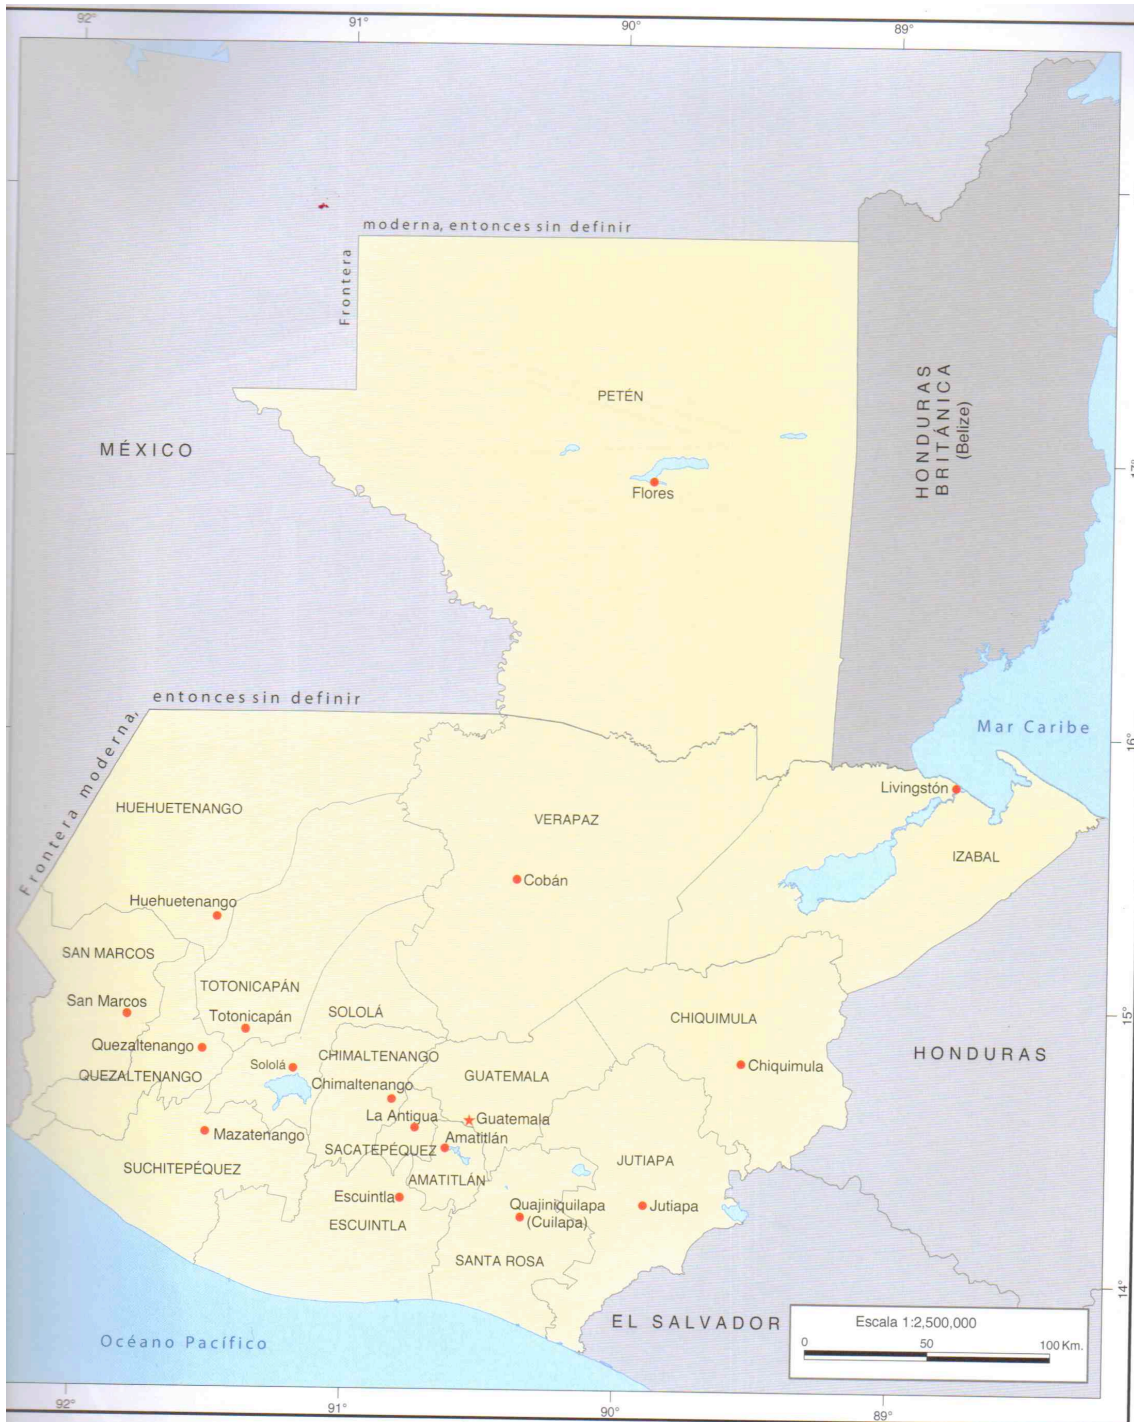 92°
91°
90°
89°
moderna, entonces sin definir
Frontera
PETÉN
HONDURAS
BRITÁNICA
(Belize)
MÉXICO
17°
Flores
entonces sin definir
Frontera moderna,
Mar Caribe
16°
Livingstón
HUEHUETENANGO
VERAPAZ
IZABAL
Cobán
Huehuetenango
SAN MARCOS
TOTONICAPÁN
San Marcos
Totonicapán
SOLOLÁ
CHIQUIMULA
15°
Quezaltenango
CHIMALTENANGO
HONDURAS
Sololá
QUEZALTENANGO
GUATEMALA
Chiquimula
Chimaltenango
La Antigua
Guatemala
Mazatenango
Amatitlán
SACATEPÉQUEZ
SUCHITEPÉQUEZ
JUTIAPA
AMATITLÁN
Escuintla
Quajiniquilapa
(Cuilapa)
Jutiapa
ESCUINTLA
SANTA ROSA
14°
EL SALVADOR
Escala 1:2,500,000
0 50 100 Km.
Océano Pacífico
92°
91°
90°
89°